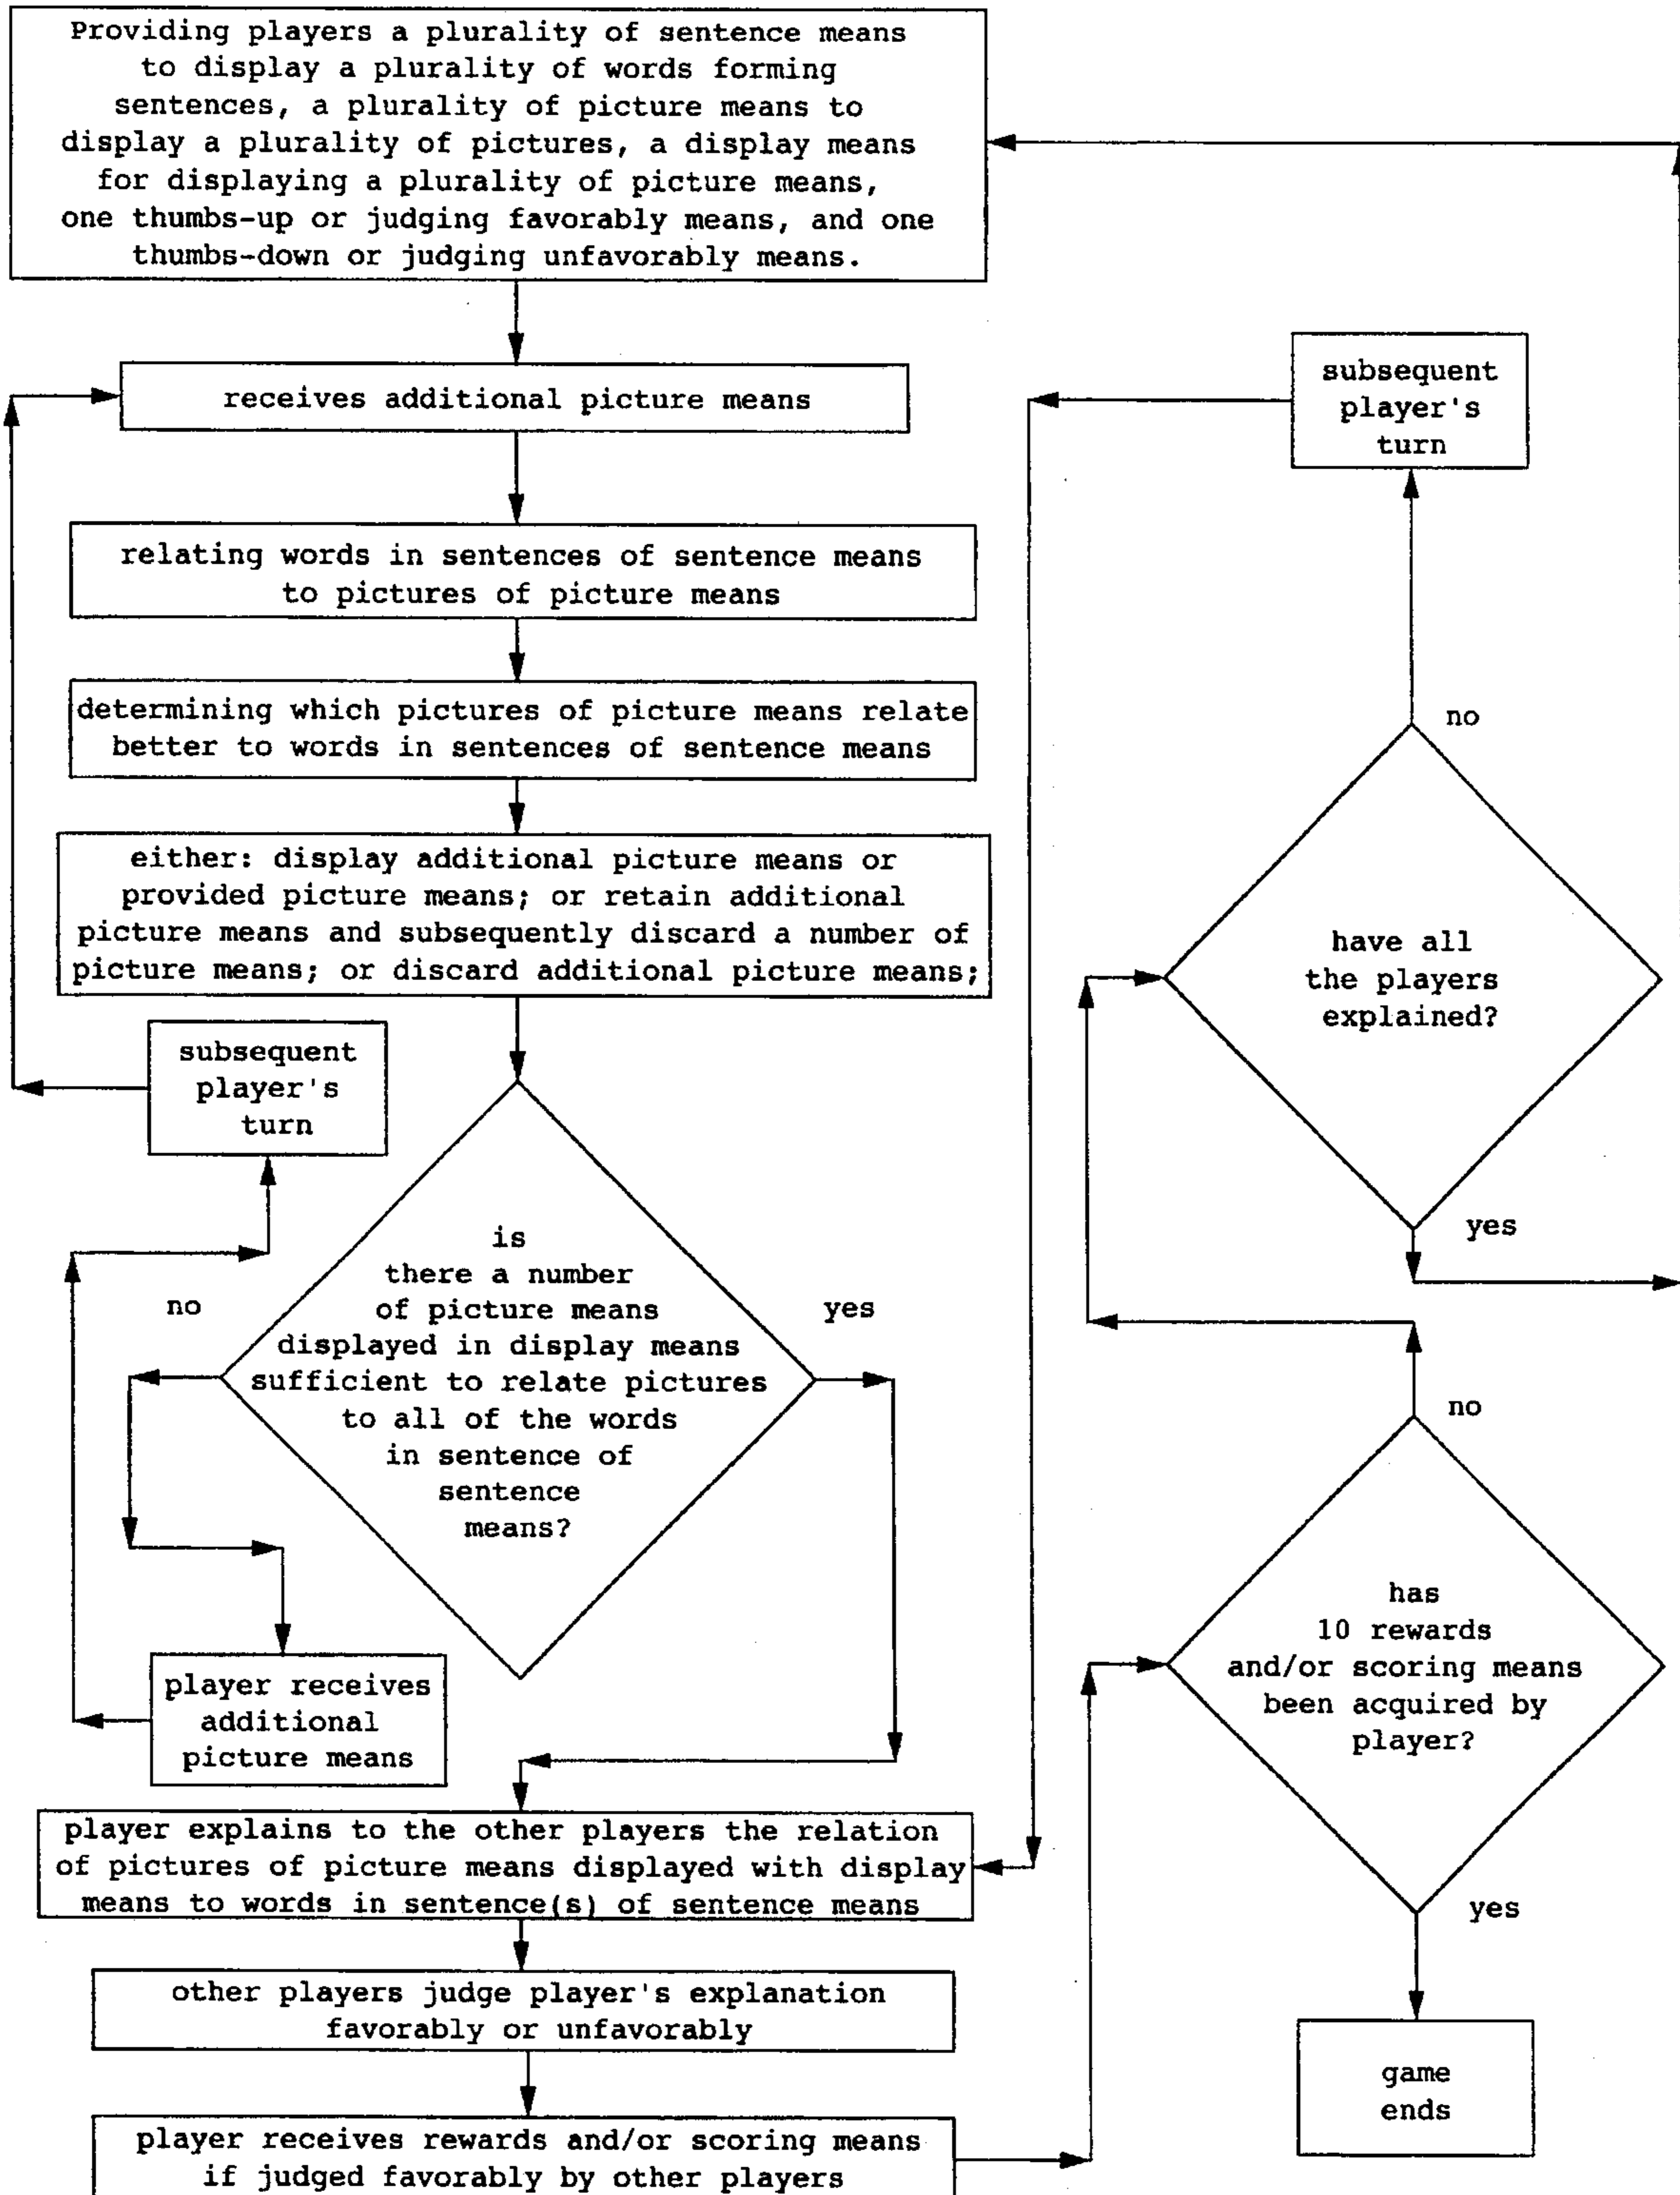 Providing players a plurality of sentence means
to display a plurality of words forming
sentences, a plurality of picture means to
display a plurality of pictures, a display means
for displaying a plurality of picture means,
one thumbs-up or judging favorably means, and one
thumbs-down or judging unfavorably means.
receives additional picture means
relating words in sentences of sentence means
to pictures of picture means
determining which pictures of picture means relate
better to words in sentences of sentence means
either: display additional picture means or
provided picture means; or retain additional
picture means and subsequently discard a number of
picture means; or discard additional picture means;
subsequent
player's
turn
is
there a number
of picture means
displayed in display means
sufficient to relate pictures
to all of the words
in sentence of
sentence
means?
no
yes
player receives
additional
picture means
player explains to the other players the relation
of pictures of picture means displayed with display
means to words in sentence(s) of sentence means
other players judge player's explanation
favorably or unfavorably
player receives rewards and/or scoring means
if judged favorably by other players
subsequent
player's
turn
no
have all
the players
explained?
yes
no
has
10 rewards
and/or scoring means
been acquired by
player?
yes
game
ends